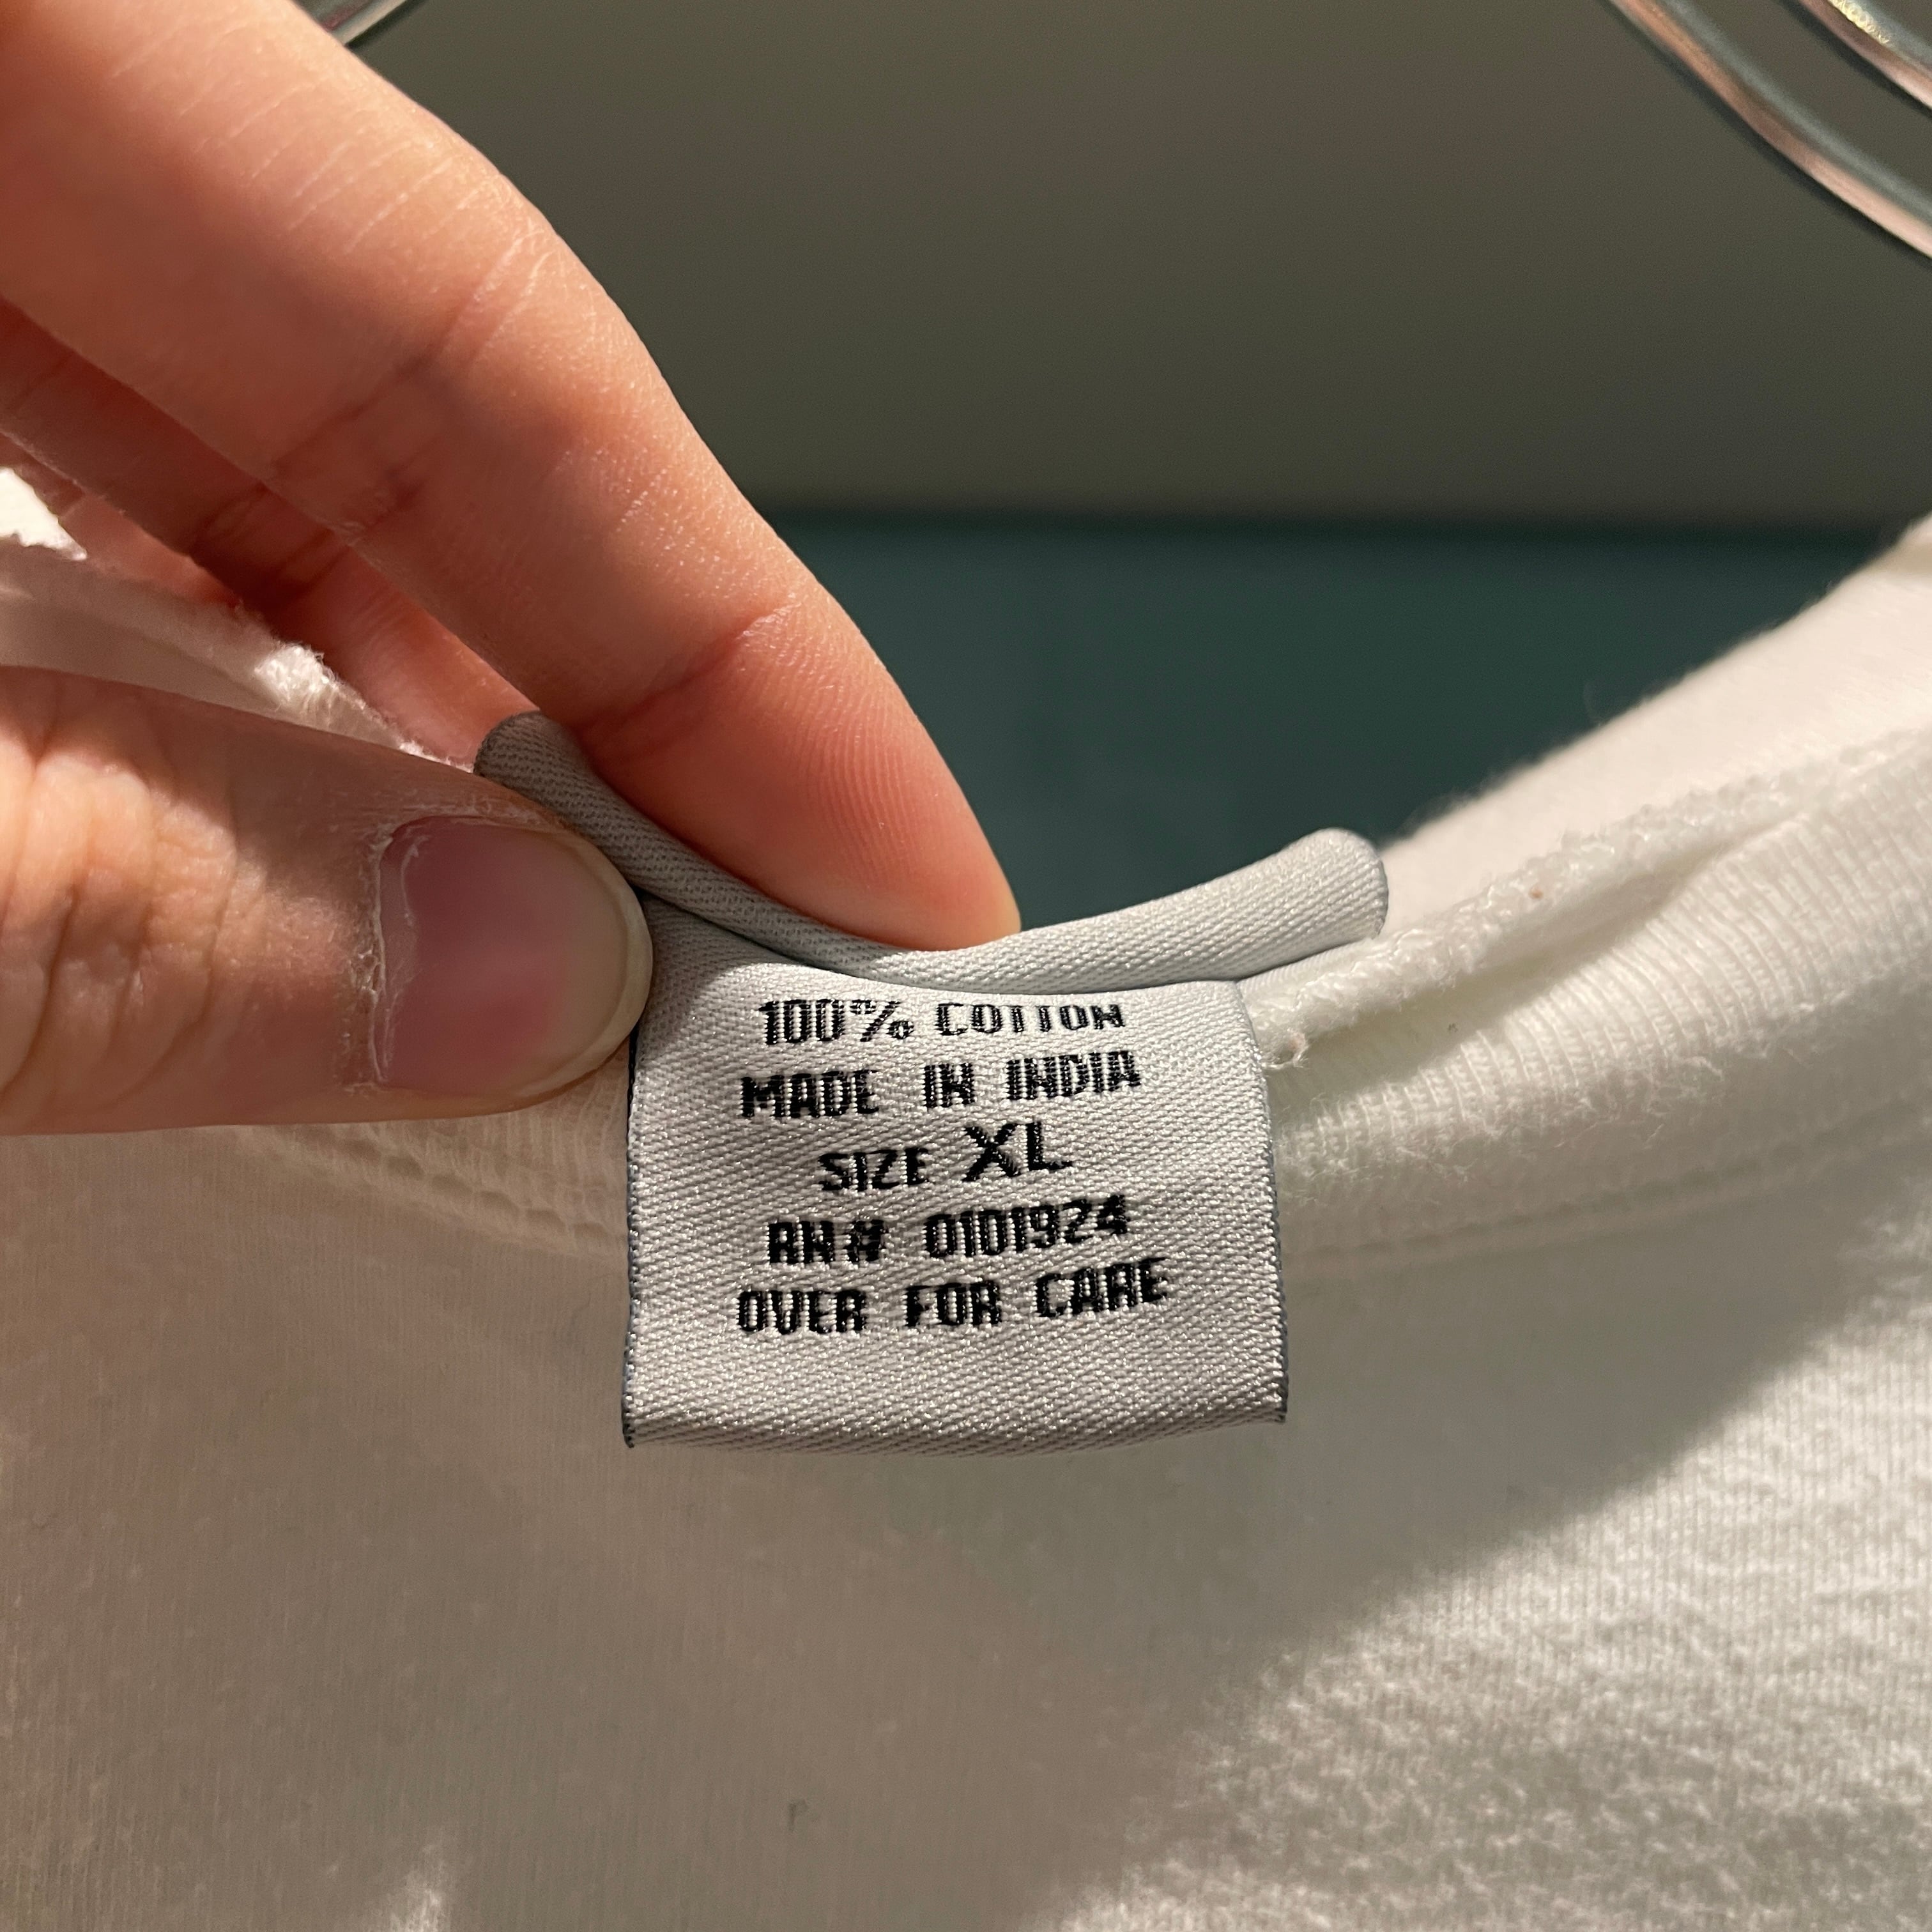 100% COTTON
MADE IN INDIA
SIZE XL
RN# 0101924
OVER FOR CARE